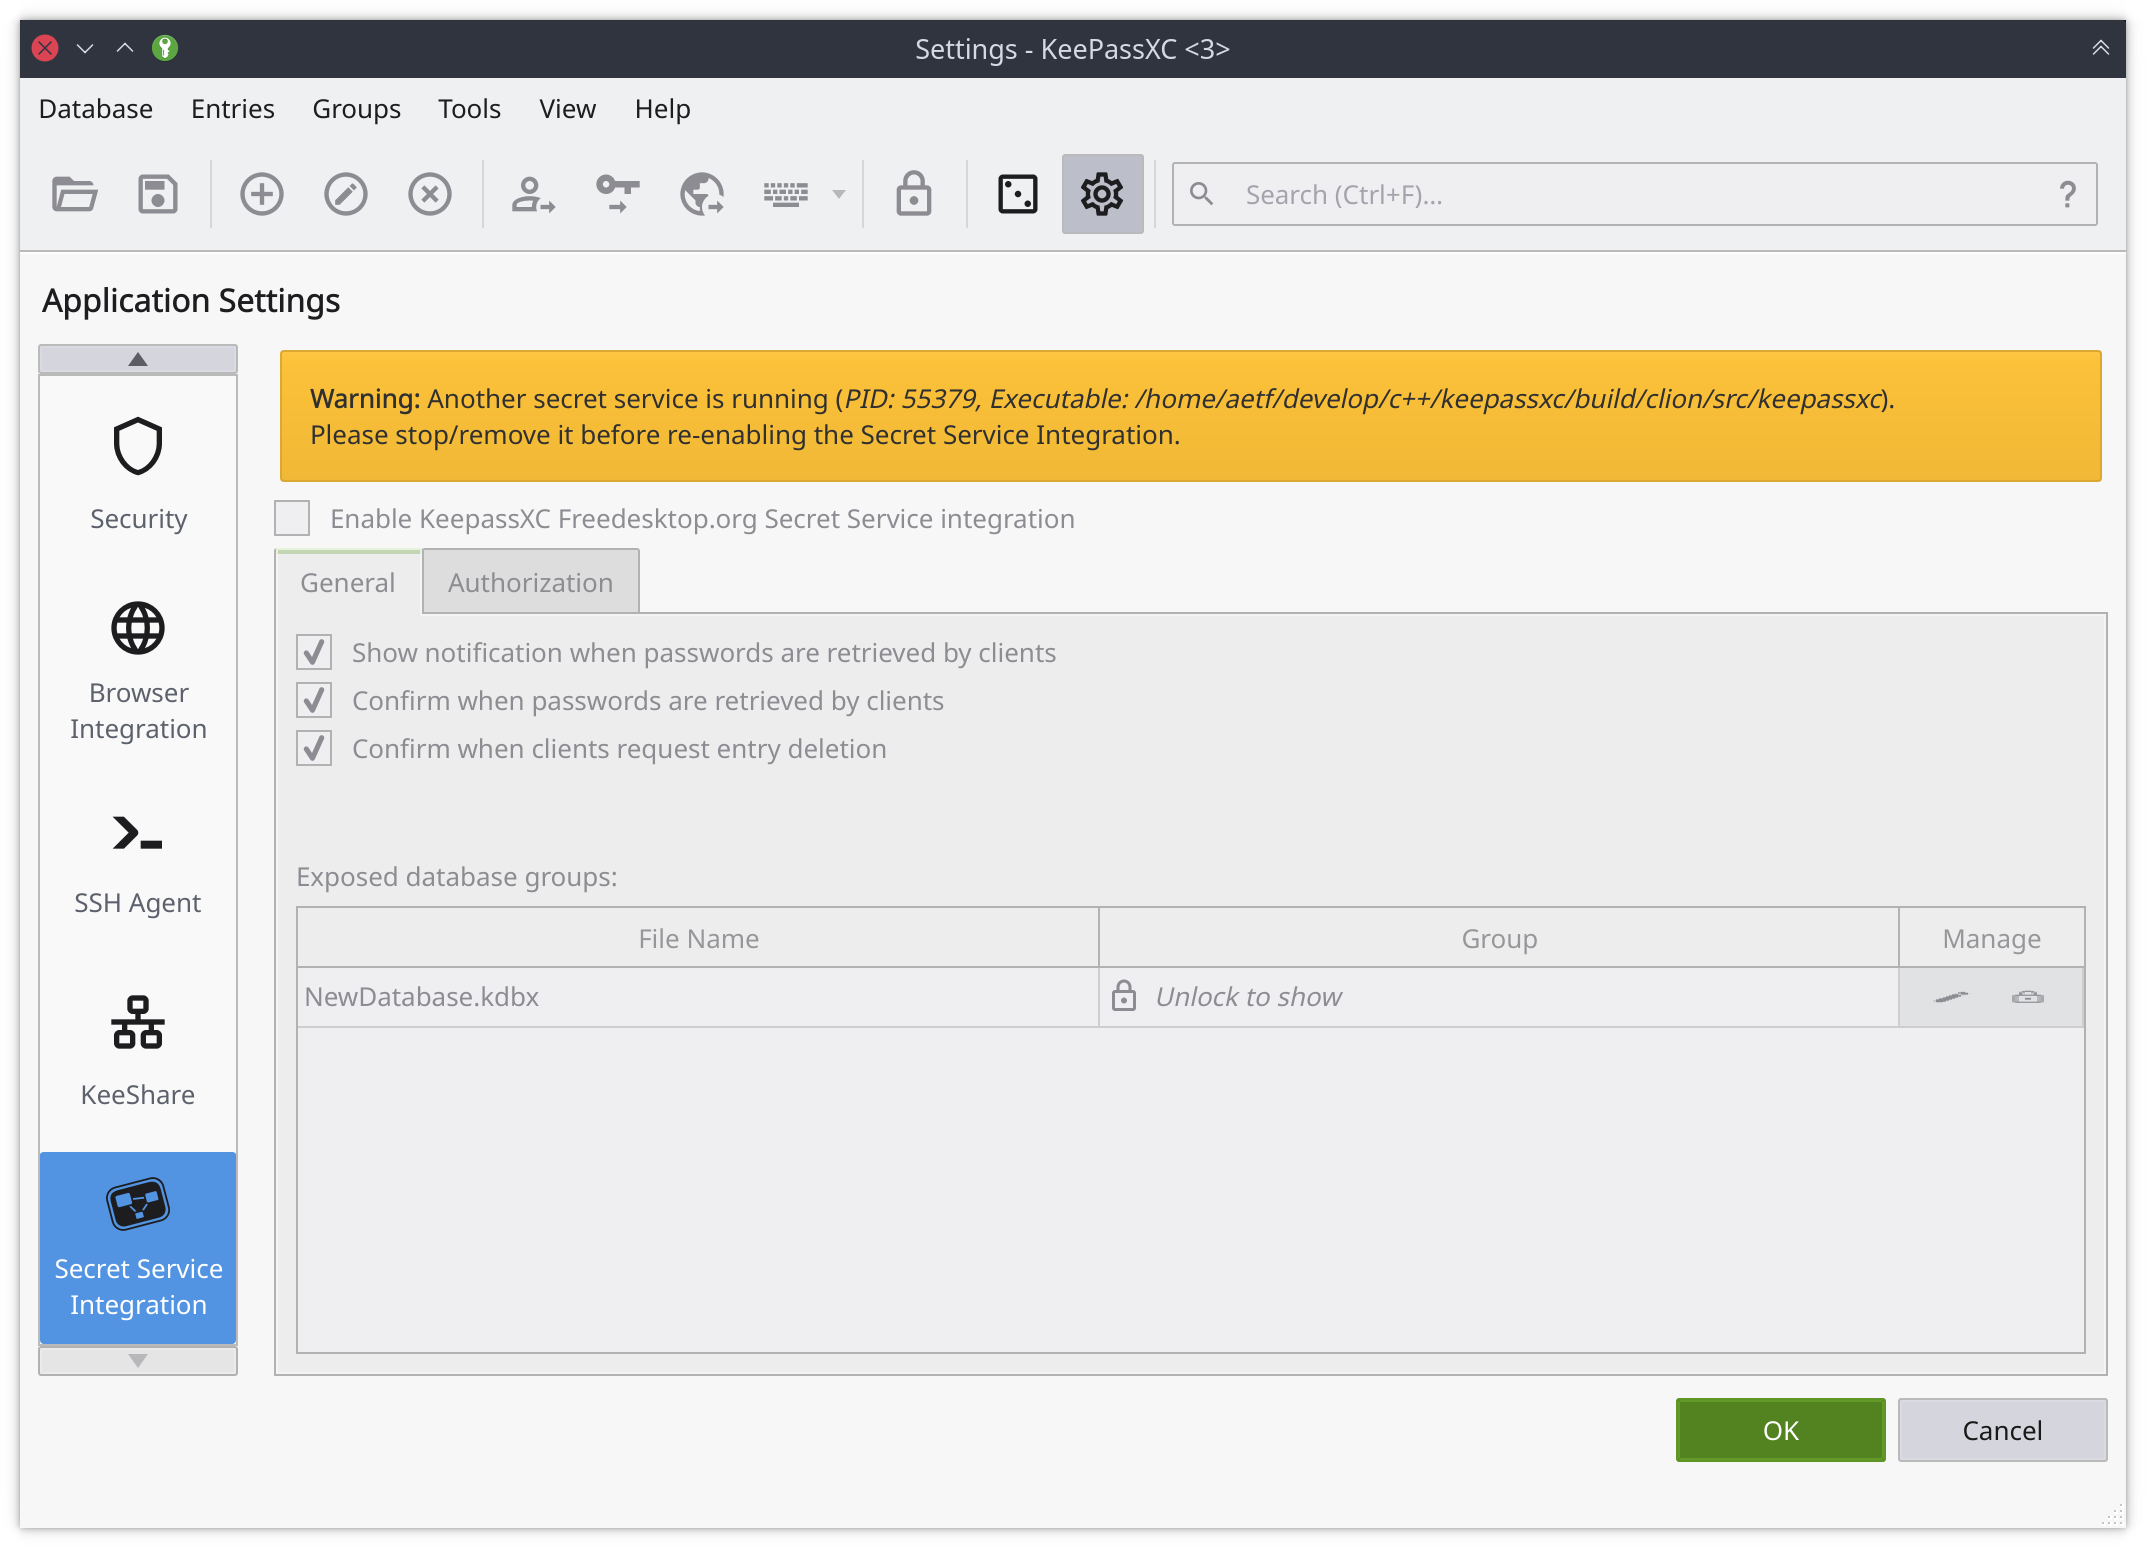 Settings - KeePassXC <3>
Database Entries Groups Tools View Help
Search (Ctrl+F)...
?
Application Settings
Security
Browser
Integration
SSH Agent
KeeShare
Secret Service
Integration
Warning: Another secret service is running (PID: 55379, Executable: /home/aetf/develop/c++/keepassxc/build/clion/src/keepassxc).
Please stop/remove it before re-enabling the Secret Service Integration.
Enable KeepassXC Freedesktop.org Secret Service integration
General Authorization
Show notification when passwords are retrieved by clients
Confirm when passwords are retrieved by clients
Confirm when clients request entry deletion
Exposed database groups:
File Name Group Manage
NewDatabase.kdbx Unlock to show
OK Cancel